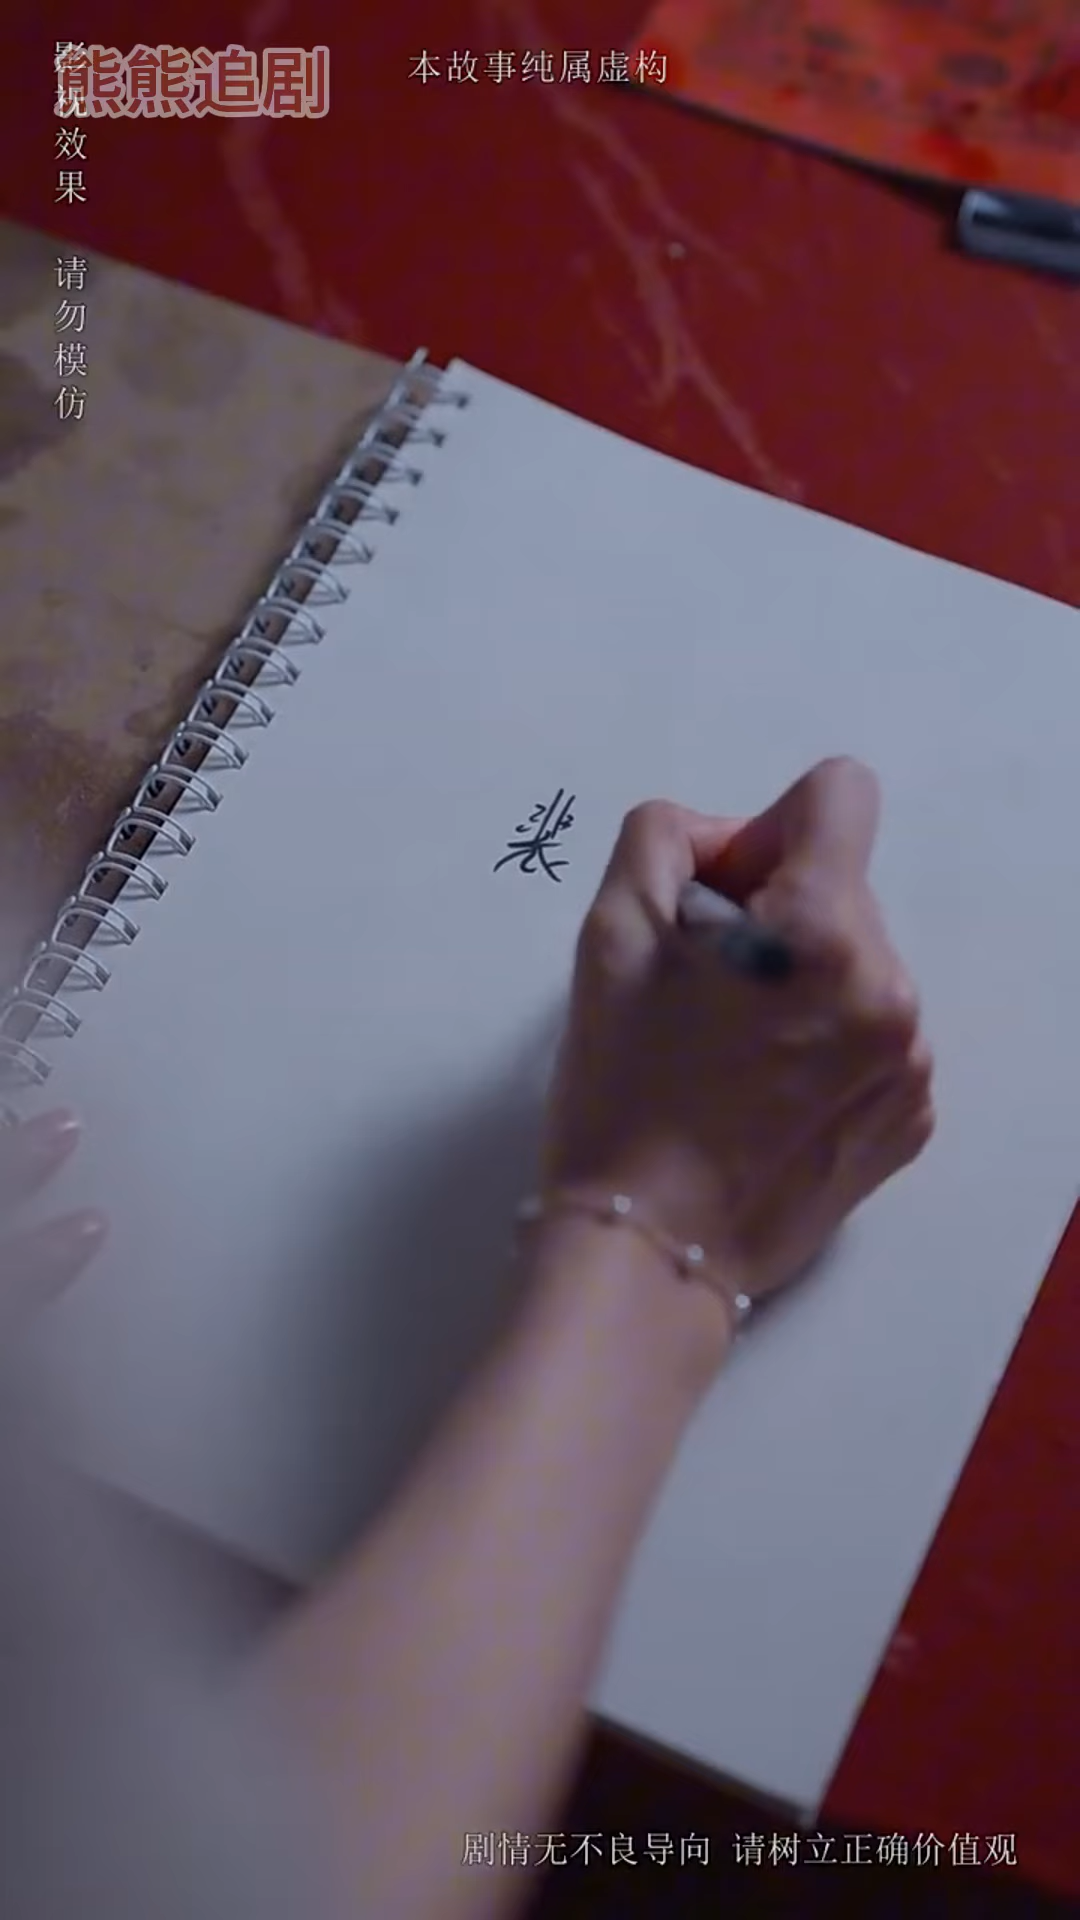 熊熊追剧
影视效果 请勿模仿
本故事纯属虚构
裴
剧情无不良导向 请树立正确价值观